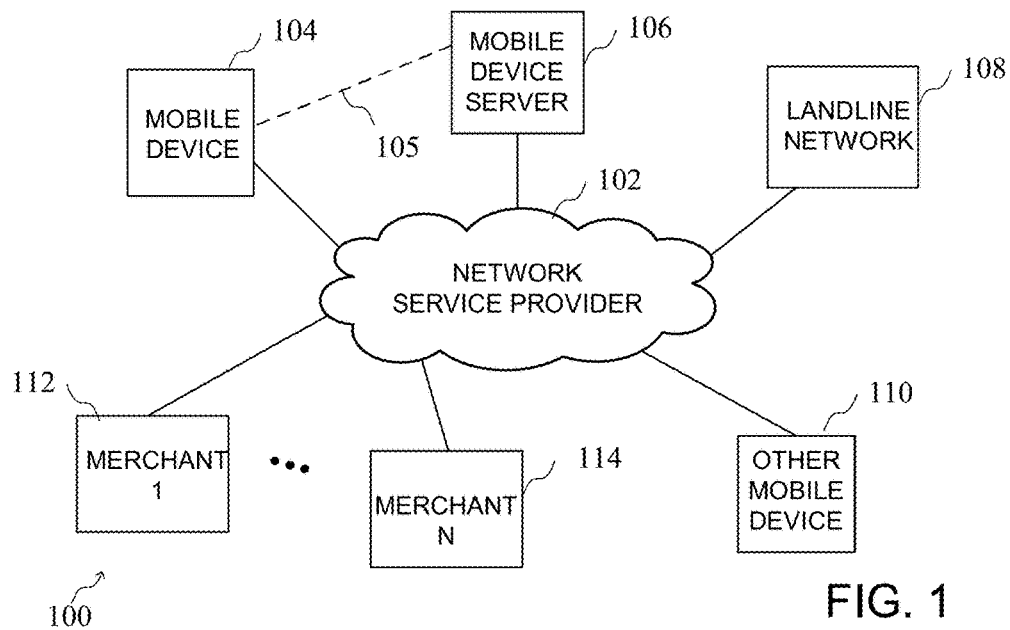 104
MOBILE
DEVICE
105
MOBILE
DEVICE
SERVER
106
LANDLINE
NETWORK
108
102
NETWORK
SERVICE PROVIDER
112
MERCHANT
1
MERCHANT
N
114
110
OTHER
MOBILE
DEVICE
100
FIG. 1